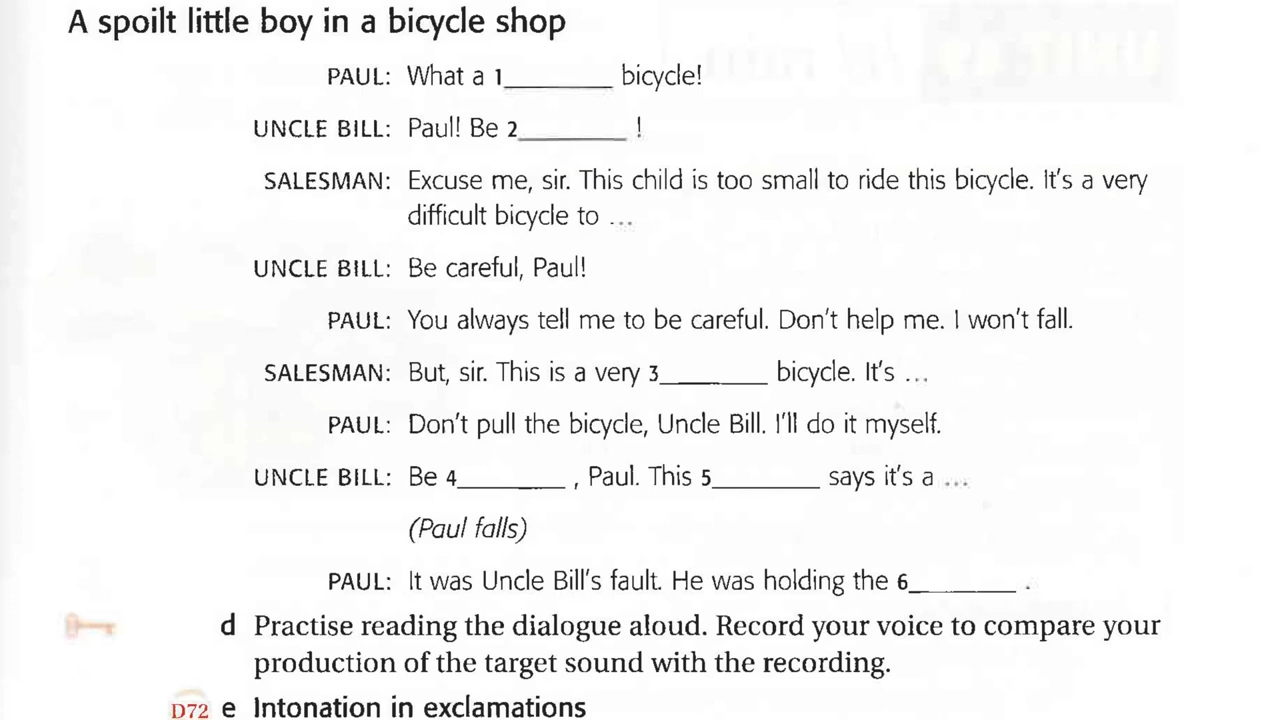 A spoilt little boy in a bicycle shop
PAUL: What a 1________ bicycle!
UNCLE BILL: Paul! Be 2________ !
SALESMAN: Excuse me, sir. This child is too small to ride this bicycle. It's a very
difficult bicycle to ...
UNCLE BILL: Be careful, Paul!
PAUL: You always tell me to be careful. Don't help me. I won't fall.
SALESMAN: But, sir. This is a very 3________ bicycle. It's ...
PAUL: Don't pull the bicycle, Uncle Bill. I'll do it myself.
UNCLE BILL: Be 4________ , Paul. This 5________ says it's a ...
(Paul falls)
PAUL: It was Uncle Bill's fault. He was holding the 6________ .
d Practise reading the dialogue aloud. Record your voice to compare your
production of the target sound with the recording.
D72 e Intonation in exclamations